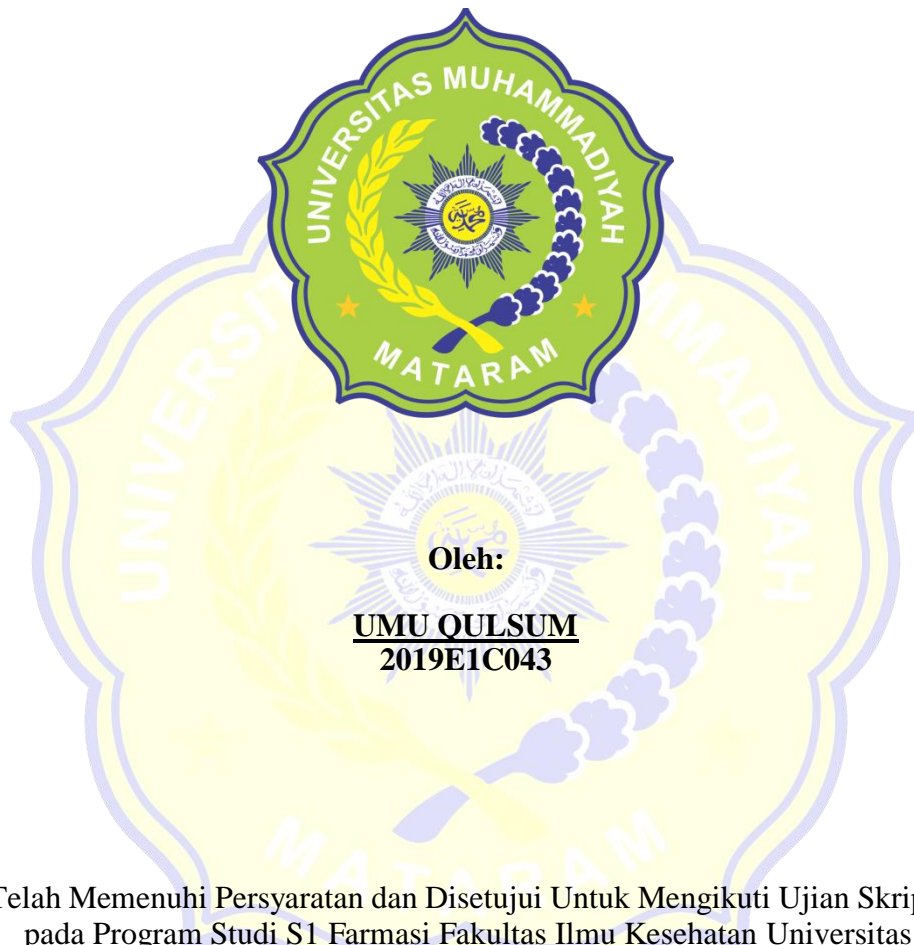 UNIVERSITAS MUHAMMADIYAH
MATARAM
Oleh:
UMU QULSUM
2019E1C043
Telah Memenuhi Persyaratan dan Disetujui Untuk Mengikuti Ujian Skrip
pada Program Studi S1 Farmasi Fakultas Ilmu Kesehatan Universitas